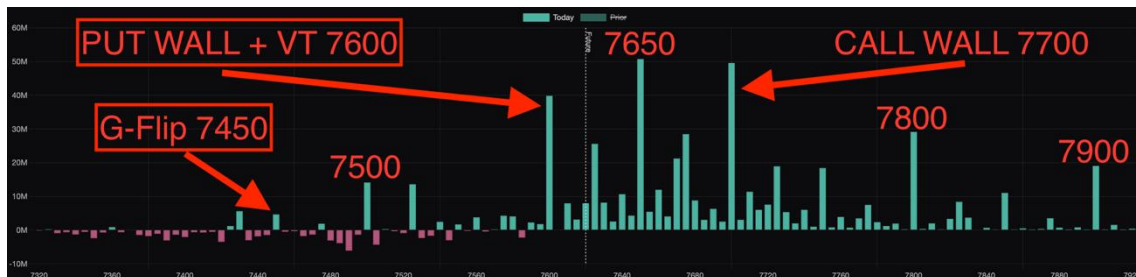 Today Prior
60M
50M
40M
30M
20M
10M
0M
-10M
Future
PUT WALL + VT 7600
7650
CALL WALL 7700
G-Flip 7450
7500
7800
7900
7320 7360 7400 7440 7480 7520 7560 7600 7640 7680 7720 7760 7800 7840 7880